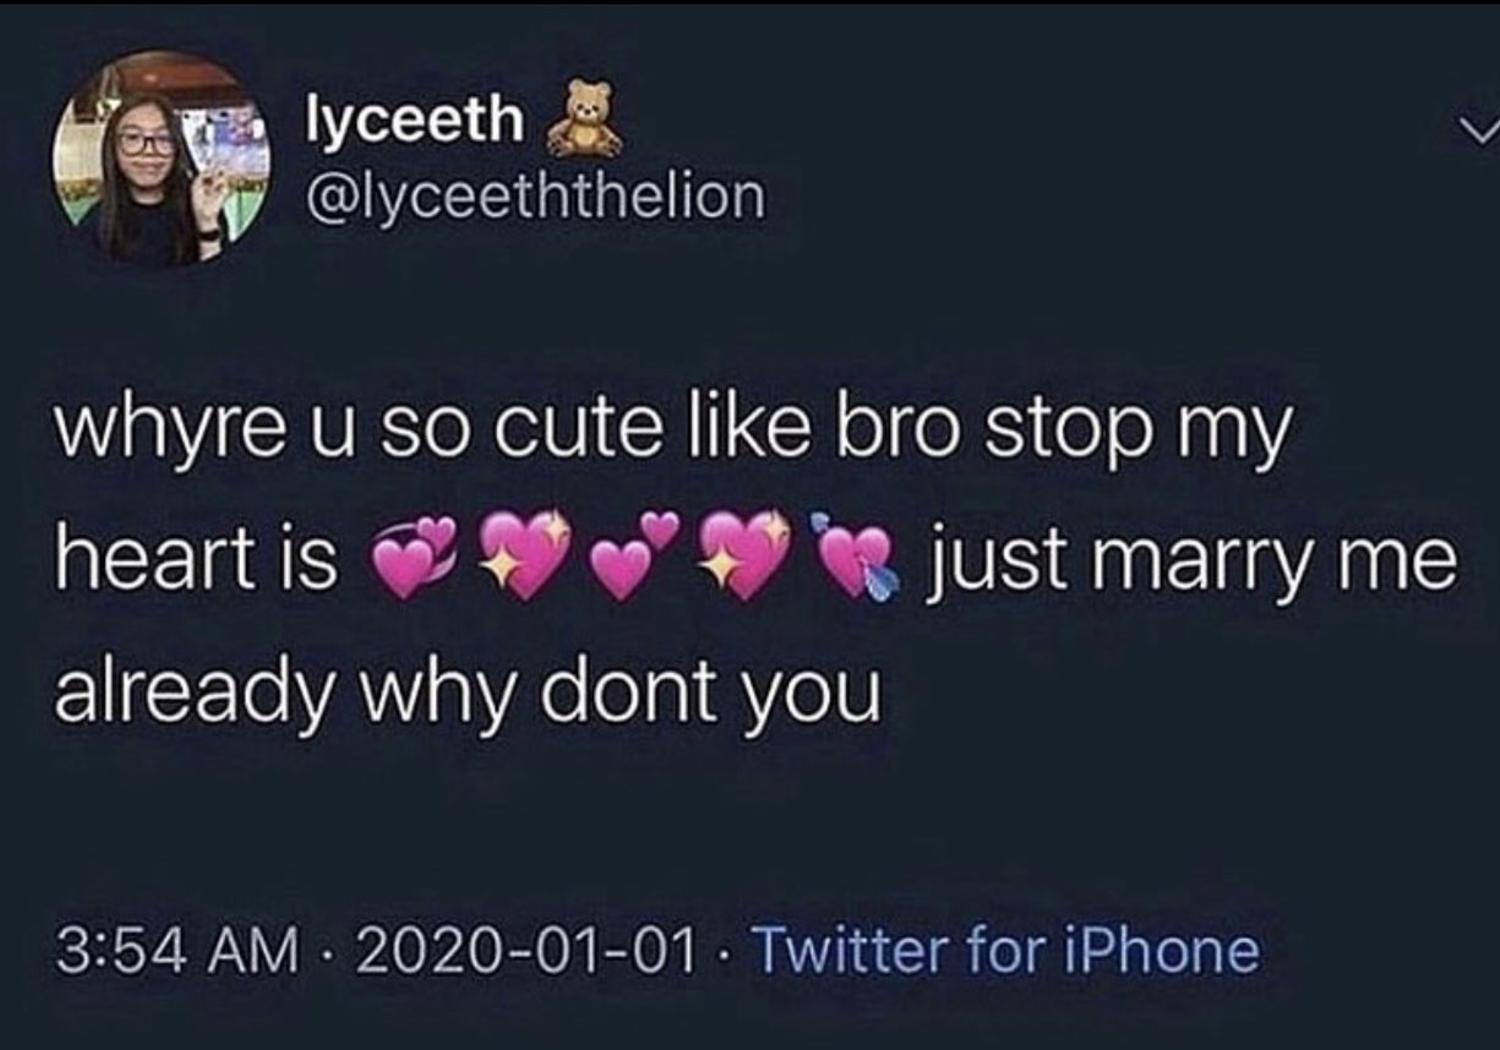 lyceeth 🧸
@lyceeththelion
whyre u so cute like bro stop my
heart is 💞💖💕💖💘 just marry me
already why dont you
3:54 AM · 2020-01-01 · Twitter for iPhone